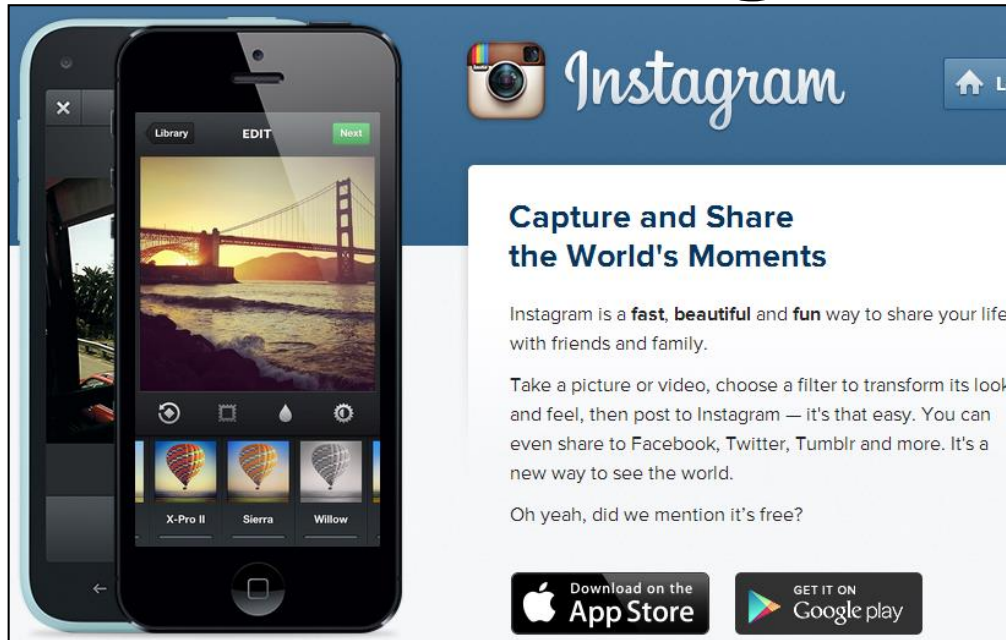 Instagram
L
Library
EDIT
Next
X-Pro II
Sierra
Willow
Capture and Share
the World's Moments
Instagram is a fast, beautiful and fun way to share your life
with friends and family.
Take a picture or video, choose a filter to transform its look
and feel, then post to Instagram — it's that easy. You can
even share to Facebook, Twitter, Tumblr and more. It's a
new way to see the world.
Oh yeah, did we mention it’s free?
Download on the
App Store
GET IT ON
Google play